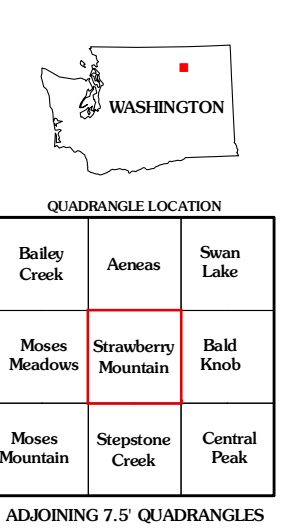 WASHINGTON
QUADRANGLE LOCATION
Bailey
Creek
Aeneas
Swan
Lake
Moses
Meadows
Strawberry
Mountain
Bald
Knob
Moses
Mountain
Stepstone
Creek
Central
Peak
ADJOINING 7.5' QUADRANGLES